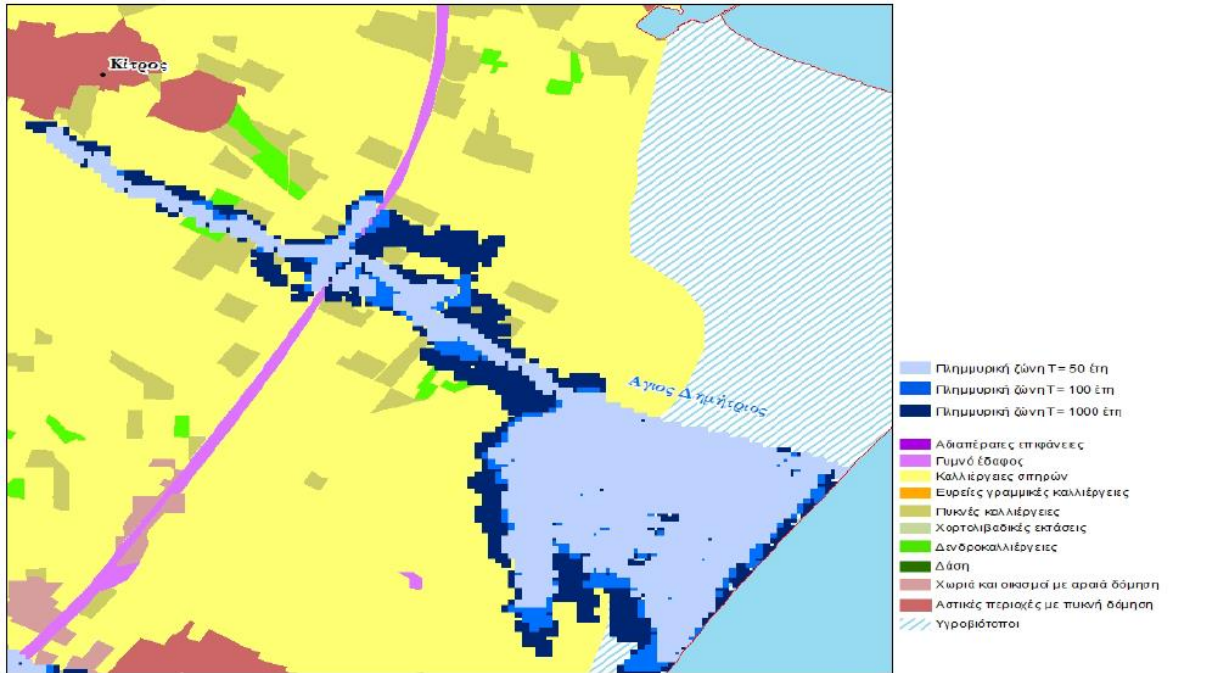 Κίτρος
Άγιος Δημήτριος
Πλημμυρική ζώνη T= 50 έτη
Πλημμυρική ζώνη T= 100 έτη
Πλημμυρική ζώνη T= 1000 έτη
Αδιαπέρατες επιφάνειες
Γυμνό έδαφος
Καλλιέργειες σιτηρών
Ευρείες γραμμικές καλλιέργειες
Πυκνές καλλιέργειες
Χορτολιβαδικές εκτάσεις
Δενδροκαλλιέργειες
Δάση
Χωριά και οικισμοί με αραιά δόμηση
Αστικές περιοχές με πυκνή δόμηση
Υγροβιότοποι